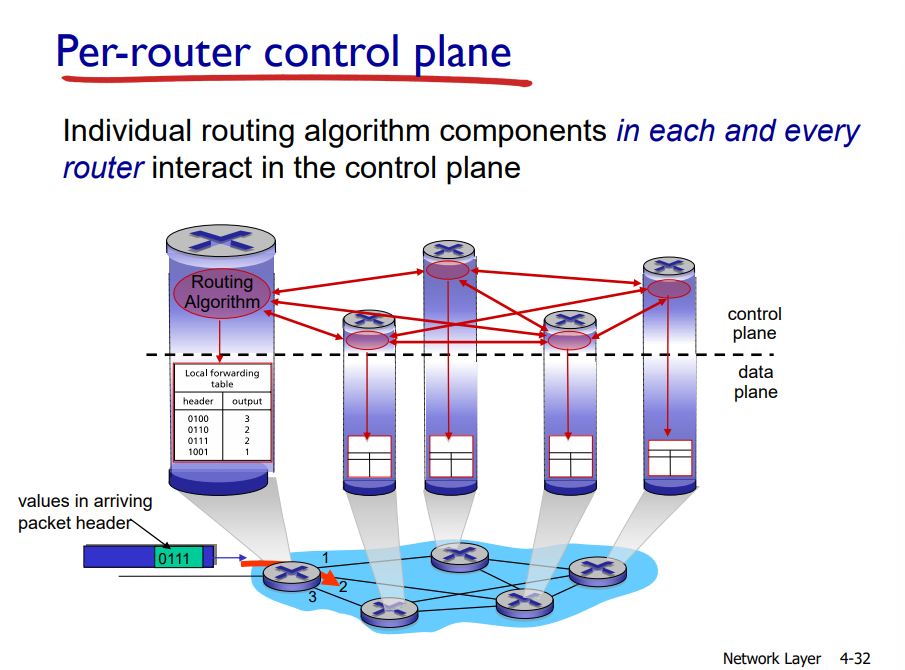 Per-router control plane
Individual routing algorithm components in each and every
router interact in the control plane
Routing
Algorithm
control
plane
data
plane
Local forwarding
table
header output
0100 3
0110 2
0111 2
1001 1
values in arriving
packet header
0111
1
2
3
Network Layer 4-32